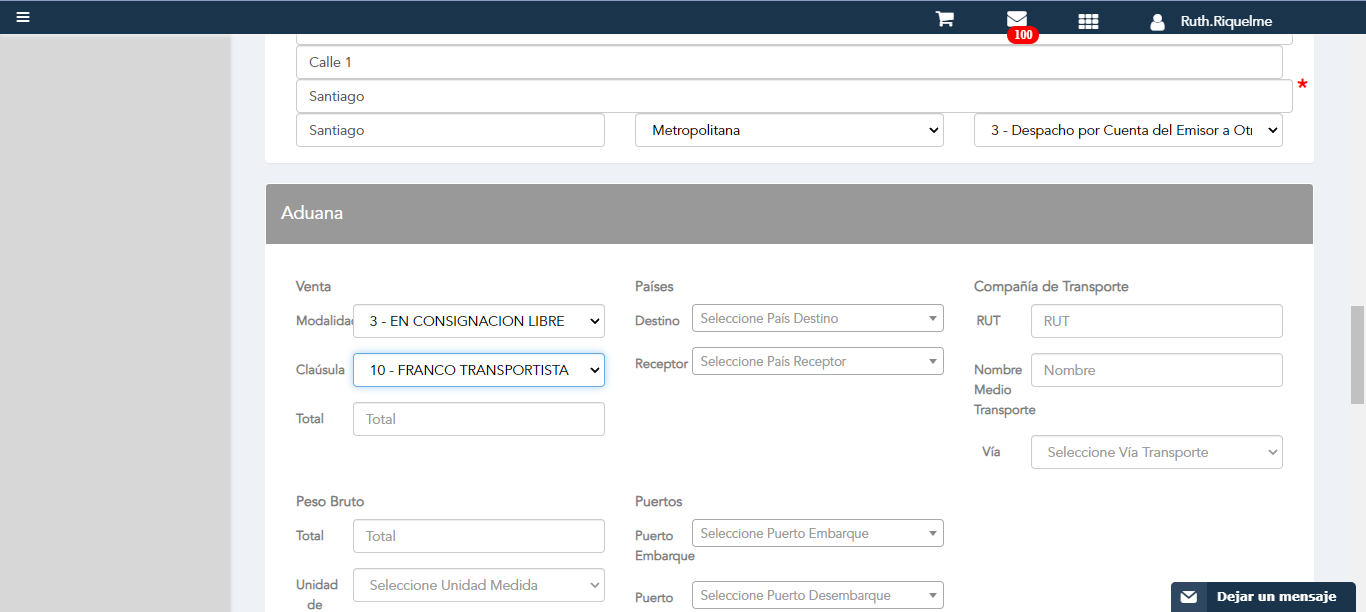 Ruth.Riquelme
100
Calle 1
Santiago
*
Santiago
Metropolitana
3 - Despacho por Cuenta del Emisor a Otr
Aduana
Venta
Países
Compañía de Transporte
Modalidad
3 - EN CONSIGNACION LIBRE
Destino
Seleccione País Destino
RUT
RUT
Claúsula
10 - FRANCO TRANSPORTISTA
Receptor
Seleccione País Receptor
Nombre
Medio
Transporte
Nombre
Total
Total
Vía
Seleccione Vía Transporte
Peso Bruto
Puertos
Total
Total
Puerto
Embarque
Seleccione Puerto Embarque
Unidad
de
Seleccione Unidad Medida
Puerto
Seleccione Puerto Desembarque
Dejar un mensaje